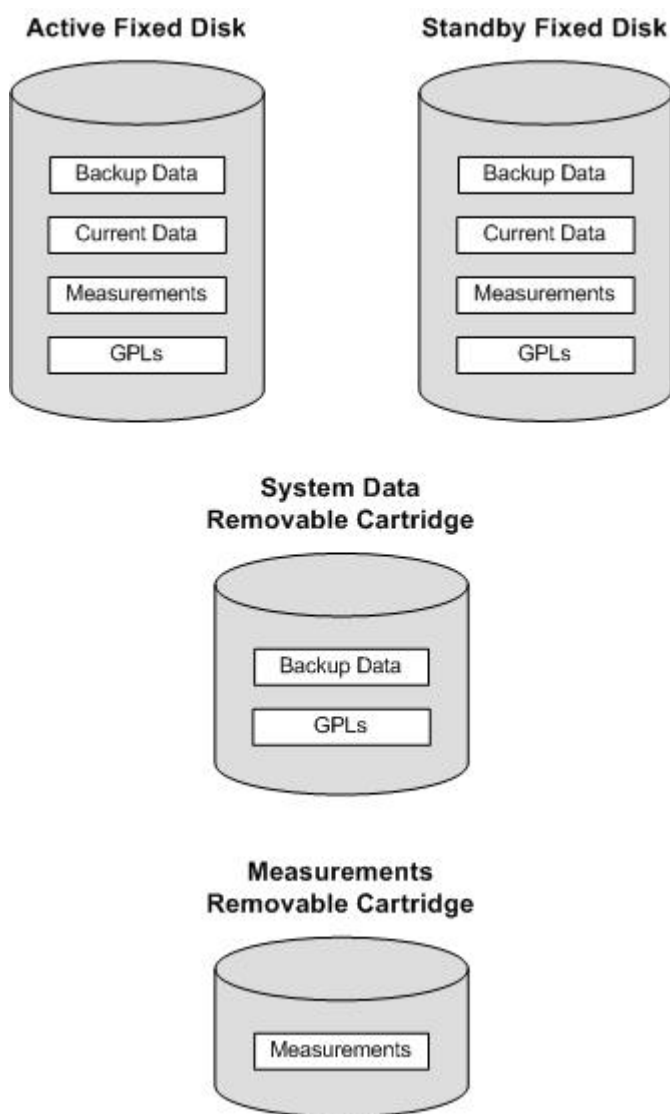 Active Fixed Disk
Backup Data
Current Data
Measurements
GPLs
Standby Fixed Disk
Backup Data
Current Data
Measurements
GPLs
System Data
Removable Cartridge
Backup Data
GPLs
Measurements
Removable Cartridge
Measurements